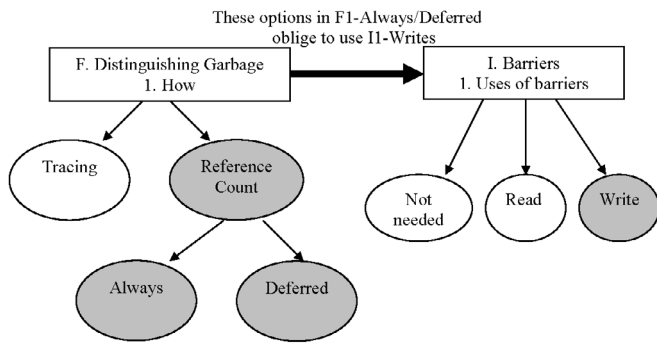 These options in F1-Always/Deferred
oblige to use I1-Writes
F. Distinguishing Garbage
1. How
I. Barriers
1. Uses of barriers
Tracing
Reference
Count
Not
needed
Read
Write
Always
Deferred